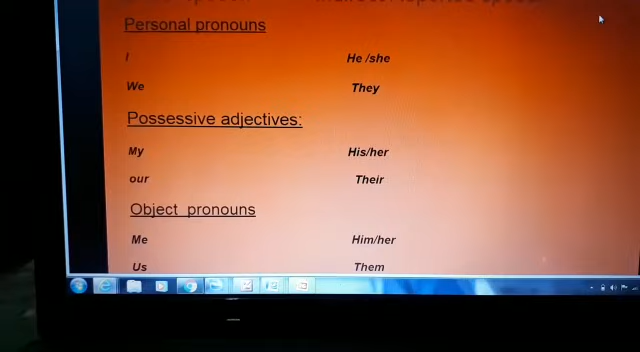 Personal pronouns
I He /she
We They
Possessive adjectives:
My His/her
our Their
Object pronouns
Me Him/her
Us Them